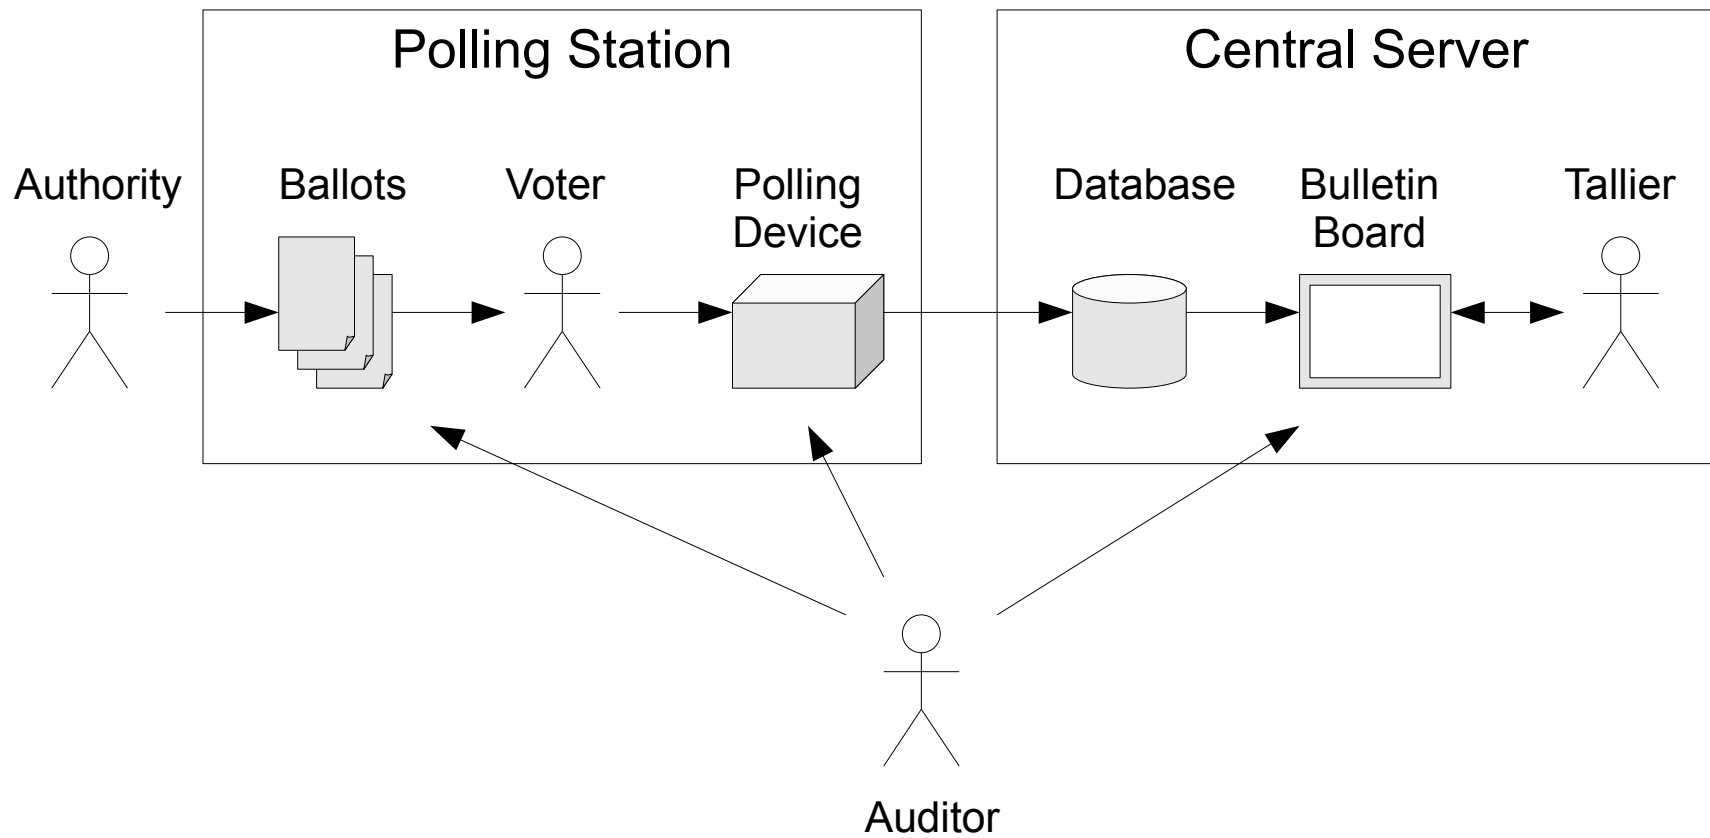 Polling Station
Central Server
Authority
Ballots
Voter
Polling
Device
Database
Bulletin
Board
Tallier
Auditor